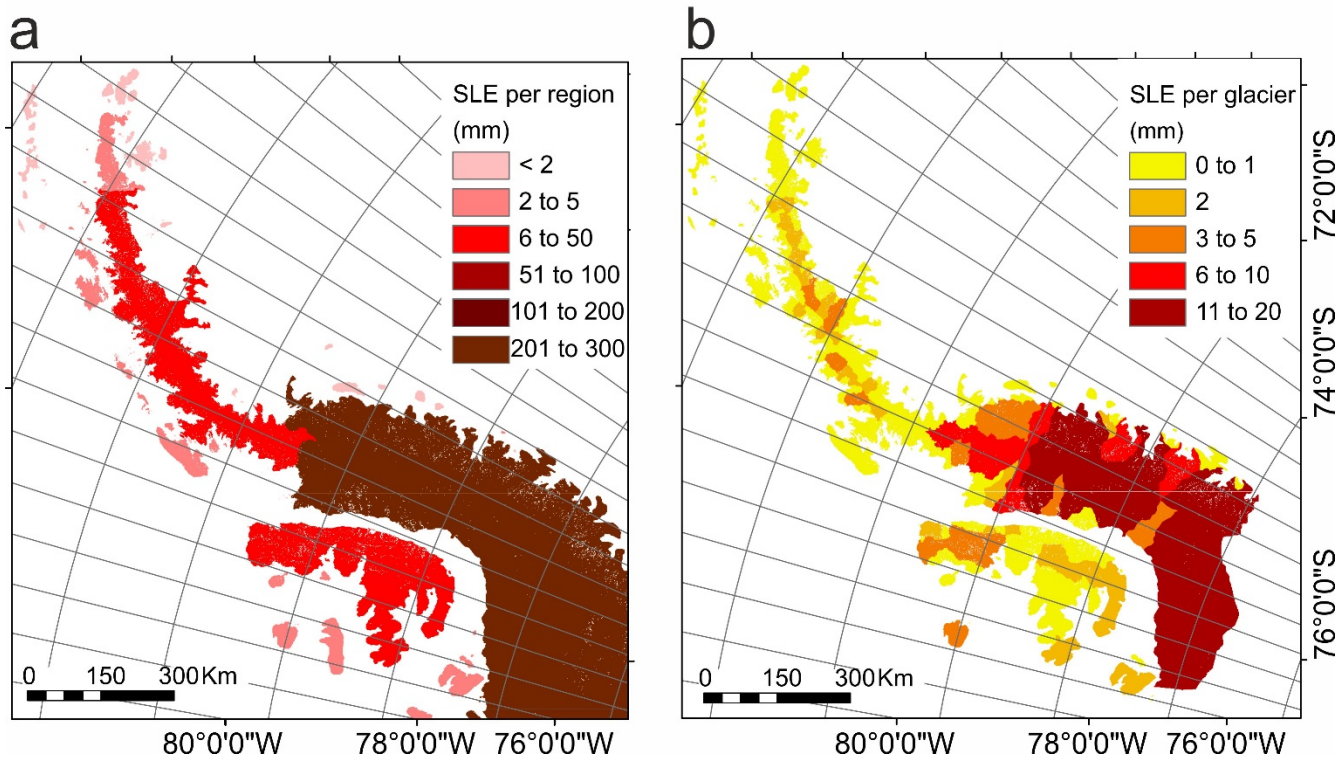 a
SLE per region
(mm)
< 2
2 to 5
6 to 50
51 to 100
101 to 200
201 to 300
0 150 300 Km
80°0'0"W 78°0'0"W 76°0'0"W
b
SLE per glacier
(mm)
0 to 1
2
3 to 5
6 to 10
11 to 20
72°0'0"S
74°0'0"S
76°0'0"S
0 150 300 Km
80°0'0"W 78°0'0"W 76°0'0"W